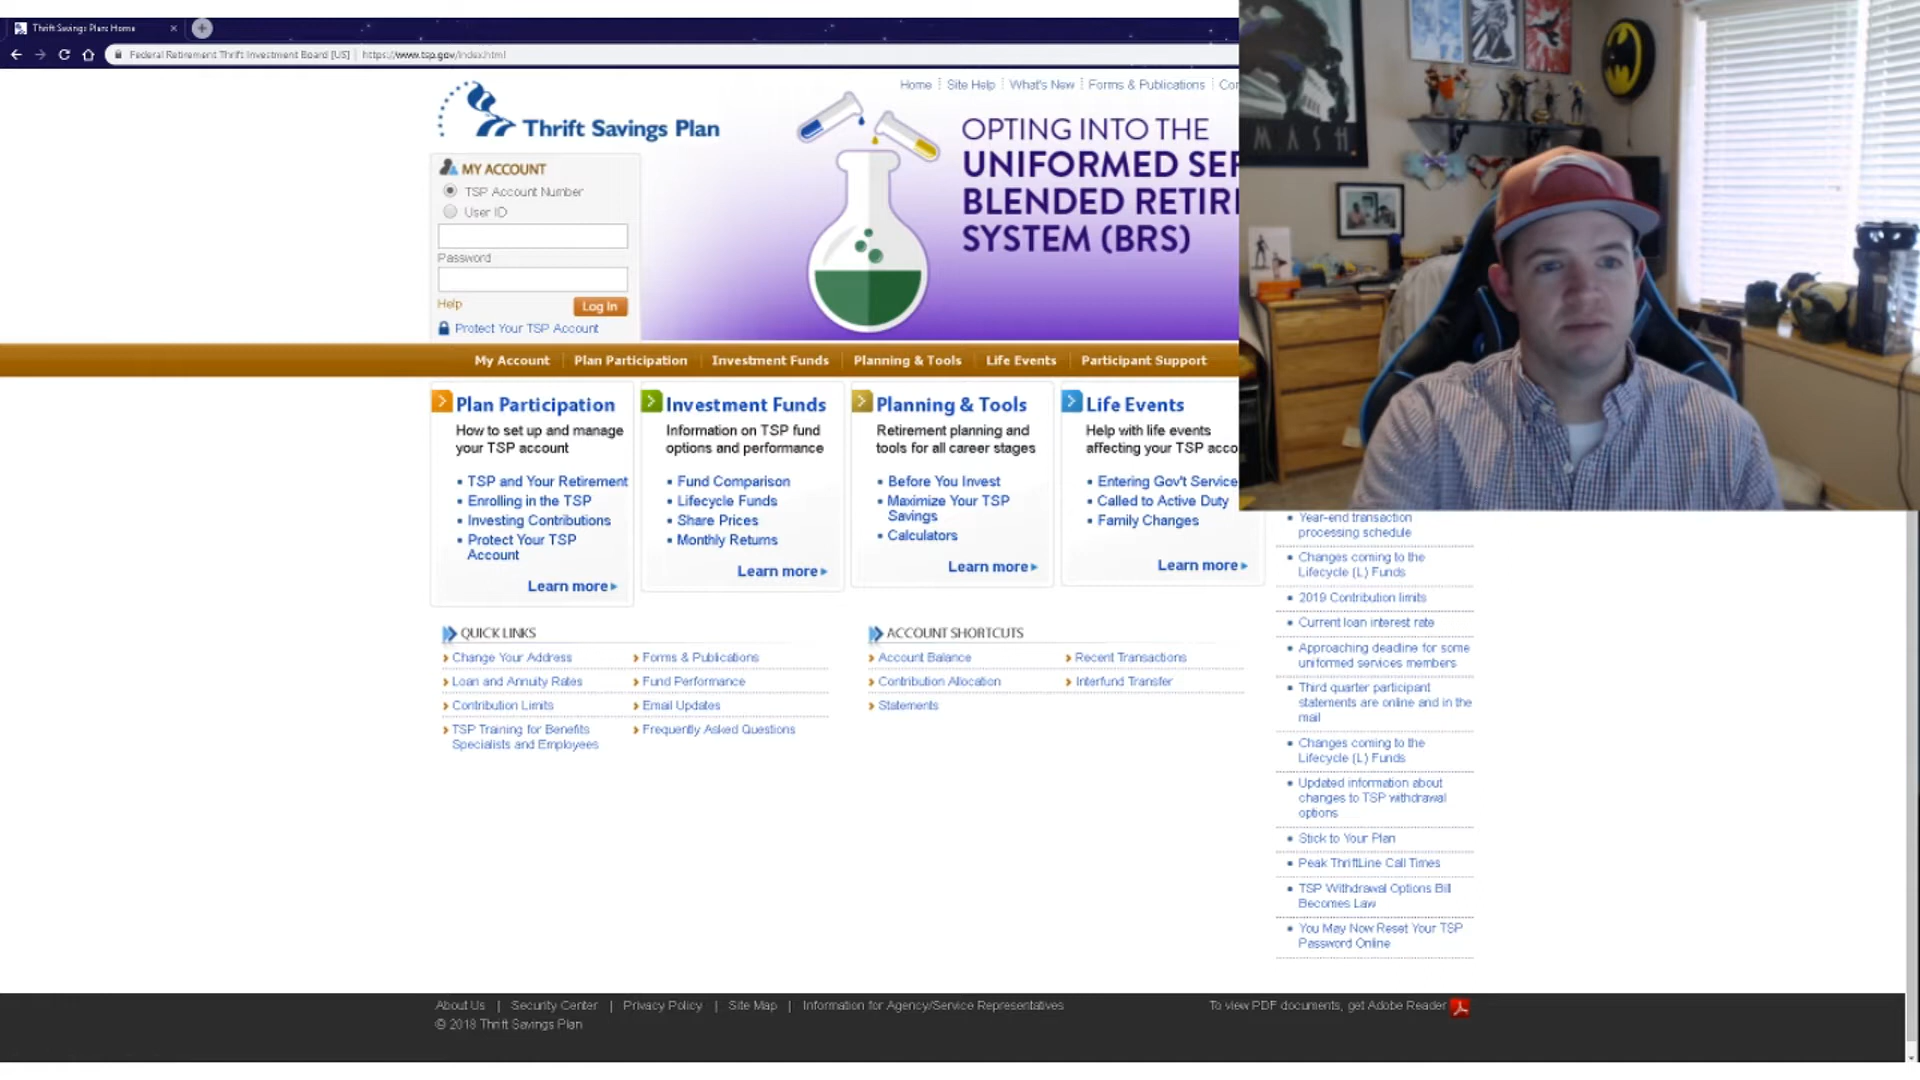 Thrift Savings Plan: Home
Federal Retirement Thrift Investment Board [US] | https://www.tsp.gov/index.html
Home
Site Help
What's New
Forms & Publications
Con
Thrift Savings Plan
OPTING INTO THE
UNIFORMED SER
BLENDED RETIR
SYSTEM (BRS)
MASH
MY ACCOUNT
TSP Account Number
User ID
Password
Help
Log In
Protect Your TSP Account
My Account
Plan Participation
Investment Funds
Planning & Tools
Life Events
Participant Support
Plan Participation
How to set up and manage
your TSP account
TSP and Your Retirement
Enrolling in the TSP
Investing Contributions
Protect Your TSP
Account
Learn more
Investment Funds
Information on TSP fund
options and performance
Fund Comparison
Lifecycle Funds
Share Prices
Monthly Returns
Learn more
Planning & Tools
Retirement planning and
tools for all career stages
Before You Invest
Maximize Your TSP
Savings
Calculators
Learn more
Life Events
Help with life events
affecting your TSP acco
Entering Gov't Service
Called to Active Duty
Family Changes
Learn more
Year-end transaction
processing schedule
Changes coming to the
Lifecycle (L) Funds
2019 Contribution limits
Current loan interest rate
Approaching deadline for some
uniformed services members
Third quarter participant
statements are online and in the
mail
Changes coming to the
Lifecycle (L) Funds
Updated information about
changes to TSP withdrawal
options
Stick to Your Plan
Peak ThriftLine Call Times
TSP Withdrawal Options Bill
Becomes Law
You May Now Reset Your TSP
Password Online
QUICK LINKS
Change Your Address
Loan and Annuity Rates
Contribution Limits
TSP Training for Benefits
Specialists and Employees
Forms & Publications
Fund Performance
Email Updates
Frequently Asked Questions
ACCOUNT SHORTCUTS
Account Balance
Contribution Allocation
Statements
Recent Transactions
Interfund Transfer
About Us | Security Center | Privacy Policy | Site Map | Information for Agency/Service Representatives
To view PDF documents, get Adobe Reader
© 2018 Thrift Savings Plan